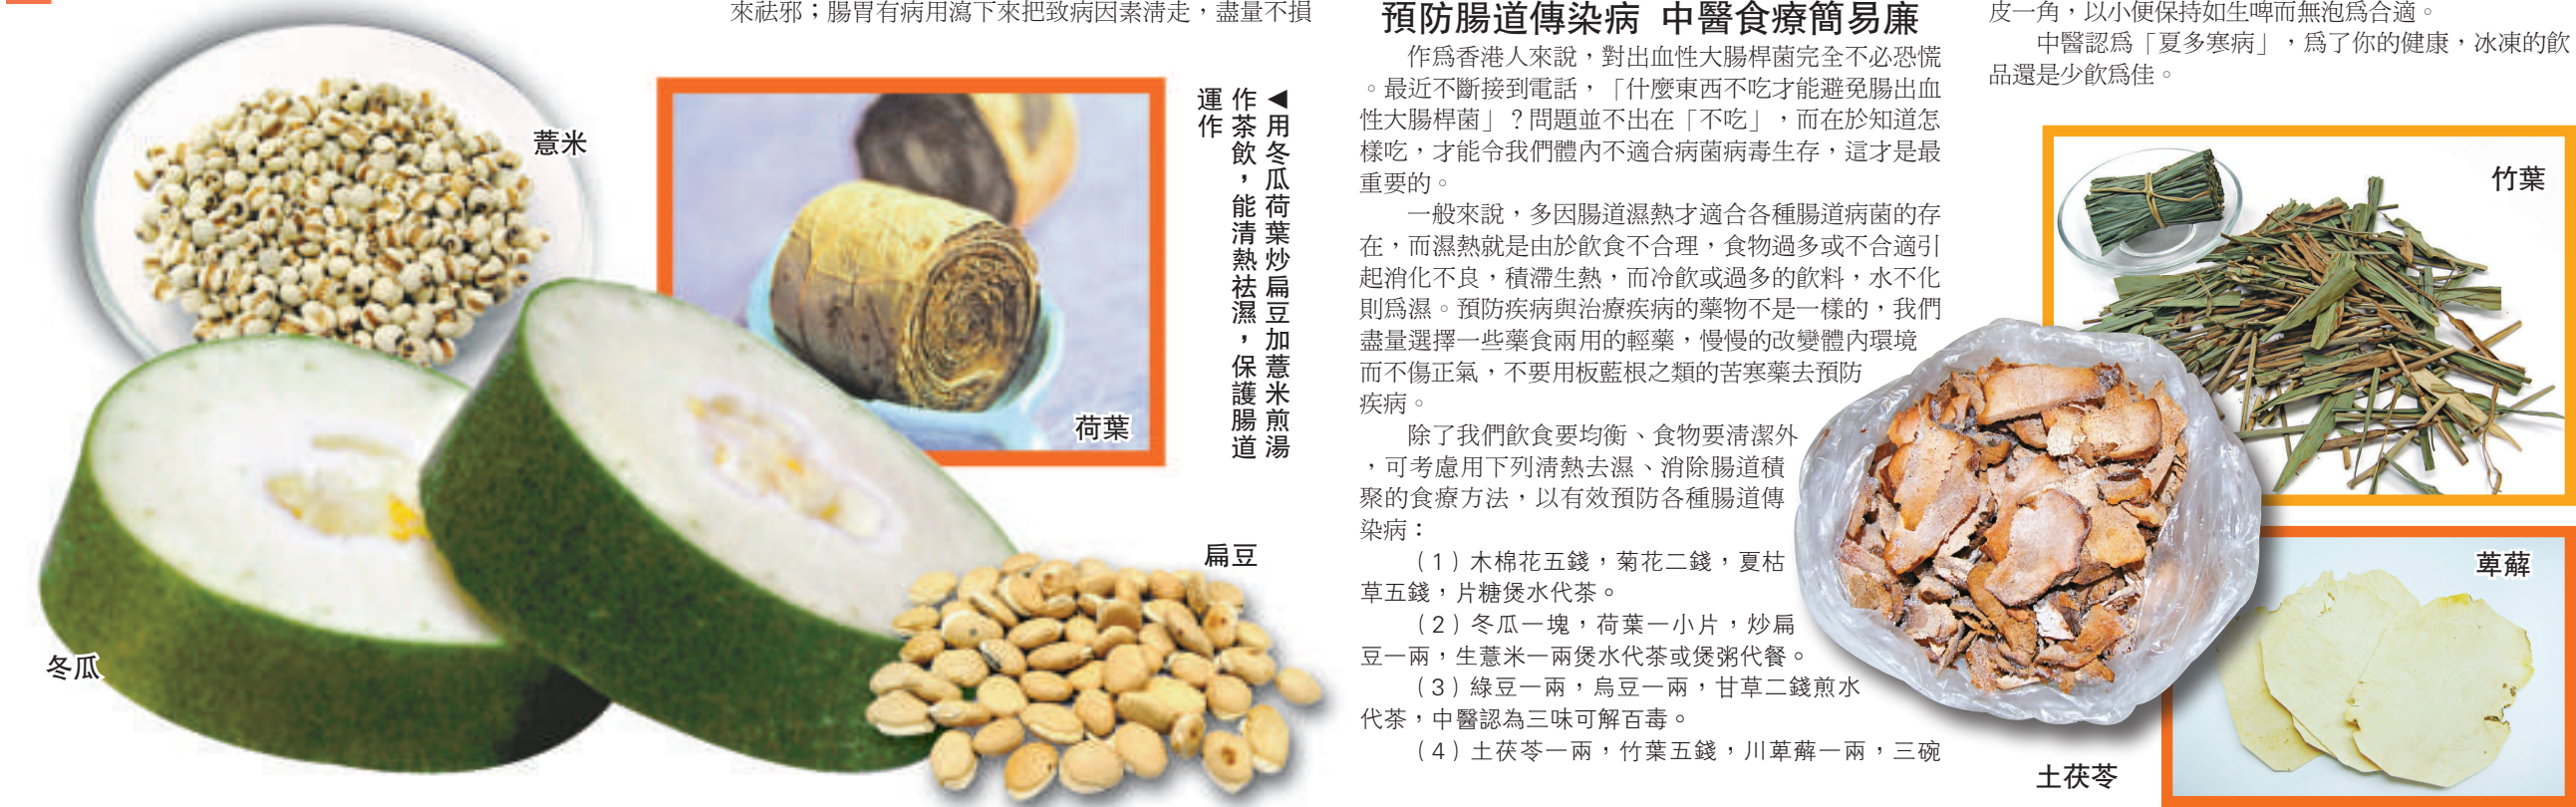 來祛邪；腸胃有病用瀉下來把致病因素清走，盡量不損
薏米
◀用冬瓜荷葉炒扁豆加薏米煎湯
作茶飲，能清熱祛濕，保護腸道
運作
荷葉
扁豆
冬瓜
預防腸道傳染病 中醫食療簡易廉
作為香港人來說，對出血性大腸桿菌完全不必恐慌
。最近不斷接到電話，「什麼東西不吃才能避免腸出血
性大腸桿菌」？問題並不出在「不吃」，而在於知道怎
樣吃，才能令我們體內不適合病菌病毒生存，這才是最
重要的。
一般來說，多因腸道濕熱才適合各種腸道病菌的存
在，而濕熱就是由於飲食不合理，食物過多或不合適引
起消化不良，積滯生熱，而冷飲或過多的飲料，水不化
則為濕。預防疾病與治療疾病的藥物不是一樣的，我們
盡量選擇一些藥食兩用的輕藥，慢慢的改變體內環境
而不傷正氣，不要用板藍根之類的苦寒藥去預防
疾病。
除了我們飲食要均衡、食物要清潔外
，可考慮用下列清熱去濕、消除腸道積
聚的食療方法，以有效預防各種腸道傳
染病：
（1）木棉花五錢，菊花二錢，夏枯
草五錢，片糖煲水代茶。
（2）冬瓜一塊，荷葉一小片，炒扁
豆一兩，生薏米一兩煲水代茶或煲粥代餐。
（3）綠豆一兩，烏豆一兩，甘草二錢煎水
代茶，中醫認為三味可解百毒。
（4）土茯苓一兩，竹葉五錢，川萆薢一兩，三碗
皮一角，以小便保持如生啤而無泡為合適。
中醫認為「夏多寒病」，為了你的健康，冰凍的飲
品還是少飲為佳。
竹葉
萆薢
土茯苓